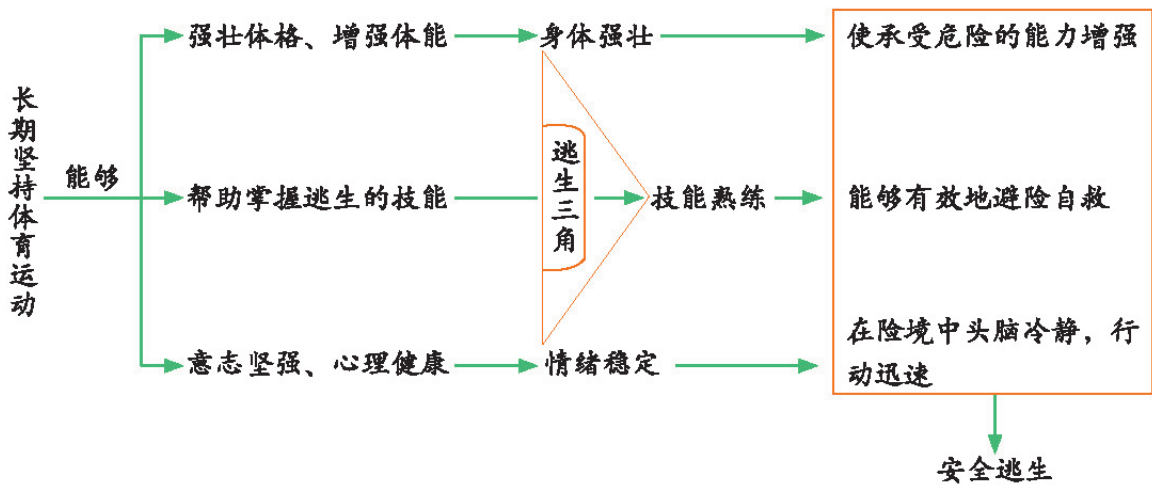 长期坚持体育运动
能够
强壮体格、增强体能
身体强壮
使承受危险的能力增强
帮助掌握逃生的技能
逃生三角
技能熟练
能够有效地避险自救
意志坚强、心理健康
情绪稳定
在险境中头脑冷静，行
动迅速
安全逃生